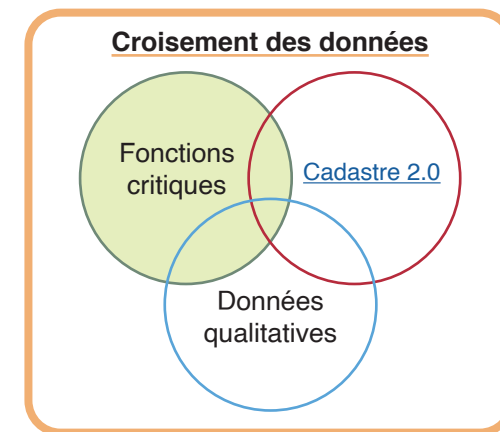 Croisement des données
Fonctions
critiques
Cadastre 2.0
Données
qualitatives